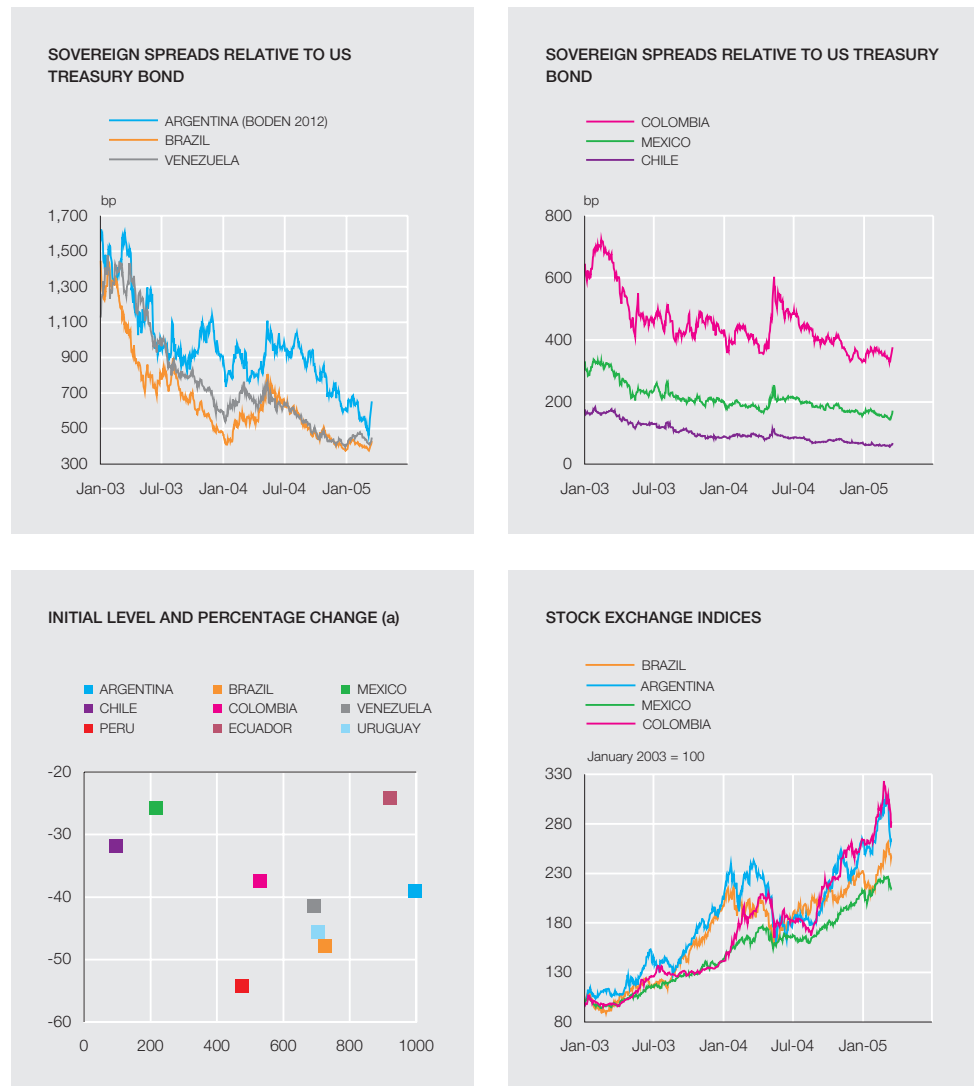 SOVEREIGN SPREADS RELATIVE TO US
TREASURY BOND
ARGENTINA (BODEN 2012)
BRAZIL
VENEZUELA
bp
1,700
1,500
1,300
1,100
900
700
500
300
Jan-03 Jul-03 Jan-04 Jul-04 Jan-05
SOVEREIGN SPREADS RELATIVE TO US TREASURY
BOND
COLOMBIA
MEXICO
CHILE
bp
800
600
400
200
0
Jan-03 Jul-03 Jan-04 Jul-04 Jan-05
INITIAL LEVEL AND PERCENTAGE CHANGE (a)
ARGENTINA BRAZIL MEXICO
CHILE COLOMBIA VENEZUELA
PERU ECUADOR URUGUAY
-20
-30
-40
-50
-60
0 200 400 600 800 1000
STOCK EXCHANGE INDICES
BRAZIL
ARGENTINA
MEXICO
COLOMBIA
January 2003 = 100
330
280
230
180
130
80
Jan-03 Jul-03 Jan-04 Jul-04 Jan-05